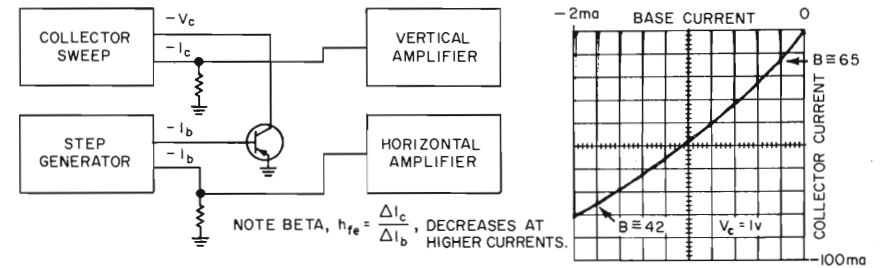 COLLECTOR
SWEEP
−Vc
−Ic
VERTICAL
AMPLIFIER
STEP
GENERATOR
−Ib
−Ib
HORIZONTAL
AMPLIFIER
NOTE BETA, hfe = ΔIc / ΔIb , DECREASES AT
HIGHER CURRENTS.
−2ma BASE CURRENT 0
B≅65
COLLECTOR CURRENT
B≅42
Vc = 1v
−100ma